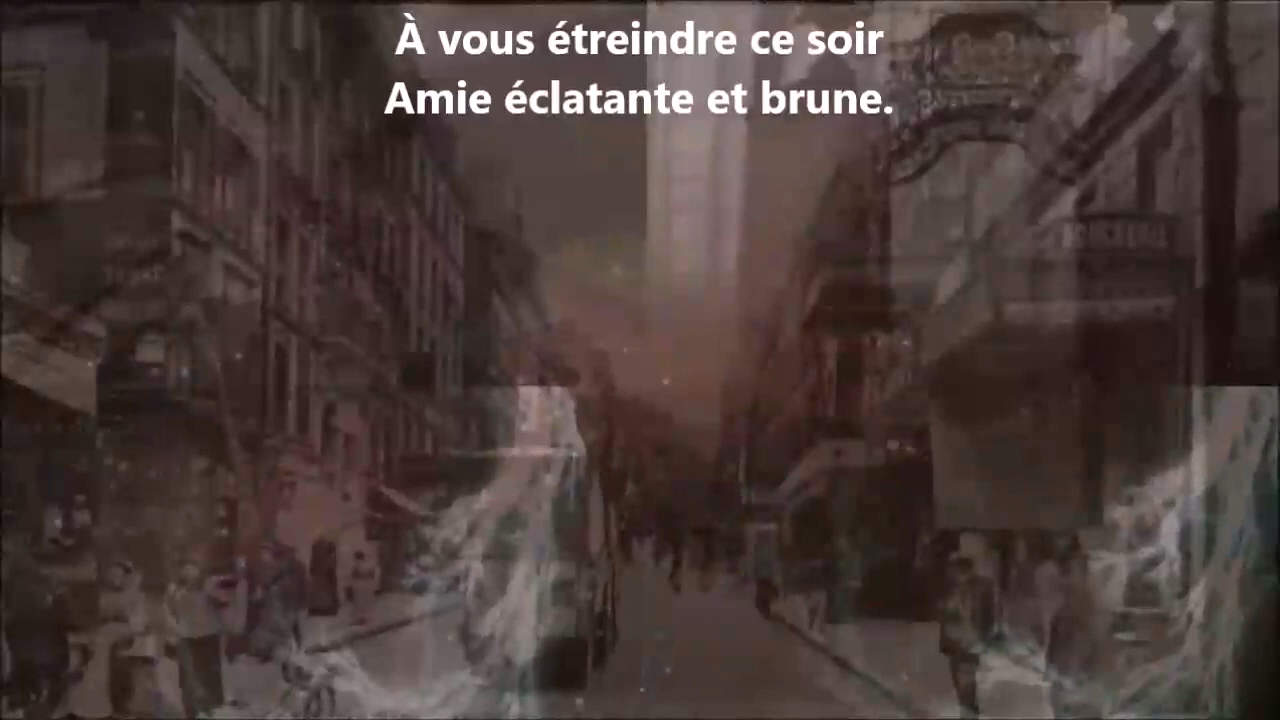 À vous étreindre ce soir
Amie éclatante et brune.